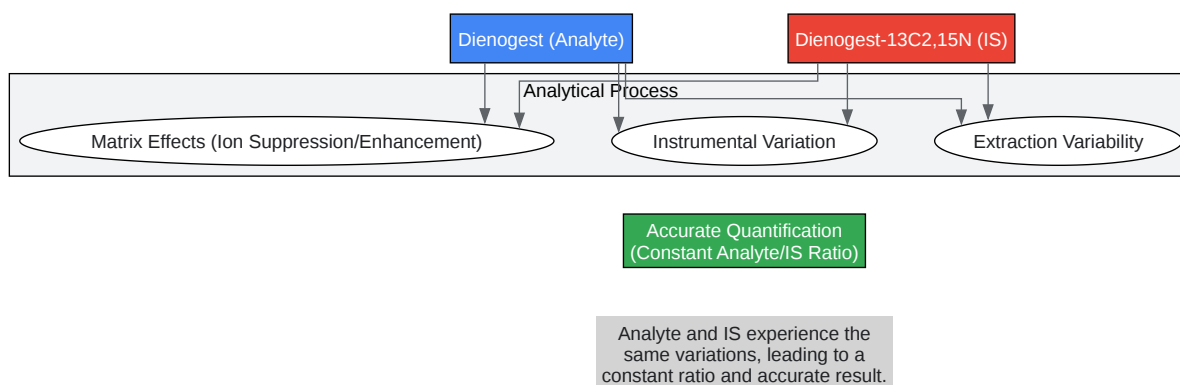 Dienogest (Analyte)
Dienogest-13C2,15N (IS)
Analytical Process
Matrix Effects (Ion Suppression/Enhancement)
Instrumental Variation
Extraction Variability
Accurate Quantification
(Constant Analyte/IS Ratio)
Analyte and IS experience the
same variations, leading to a
constant ratio and accurate result.